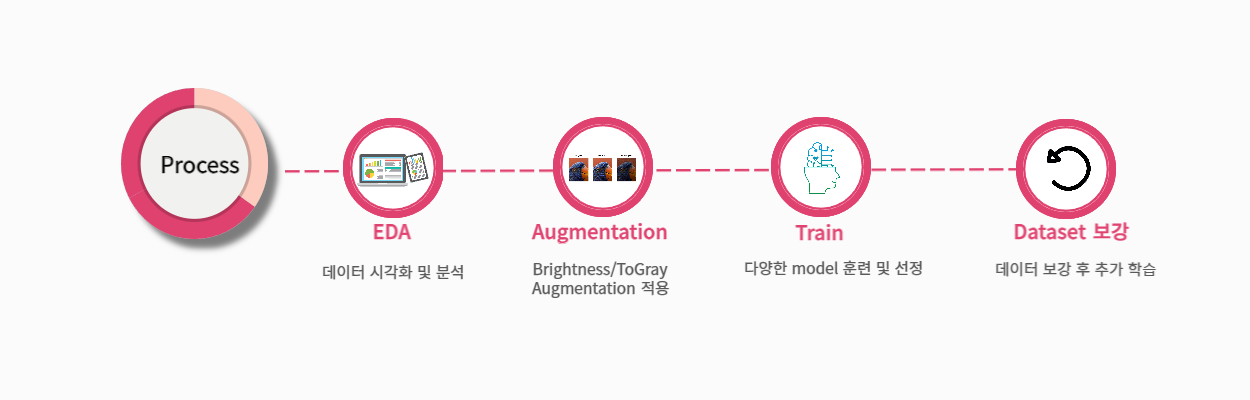 Process
EDA
데이터 시각화 및 분석
Augmentation
Brightness/ToGray
Augmentation 적용
Train
다양한 model 훈련 및 선정
Dataset 보강
데이터 보강 후 추가 학습